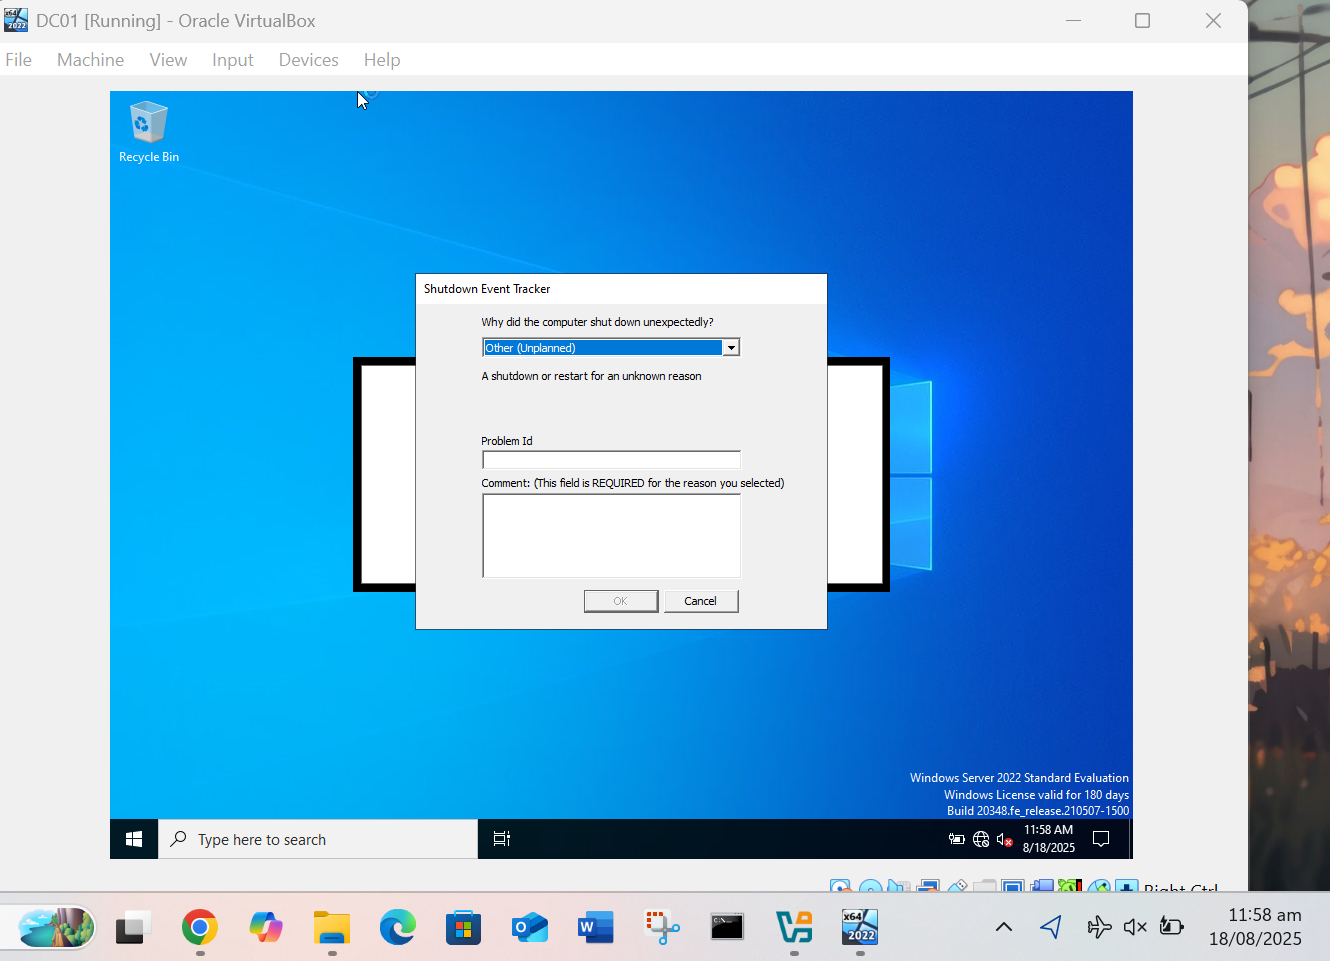 DC01 [Running] - Oracle VirtualBox
File Machine View Input Devices Help
Recycle Bin
Shutdown Event Tracker
Why did the computer shut down unexpectedly?
Other (Unplanned)
A shutdown or restart for an unknown reason
Problem Id
Comment: (This field is REQUIRED for the reason you selected)
OK Cancel
Windows Server 2022 Standard Evaluation
Windows License valid for 180 days
Build 20348.fe_release.210507-1500
Type here to search
11:58 AM
8/18/2025
Right Ctrl
x64
2022
11:58 am
18/08/2025